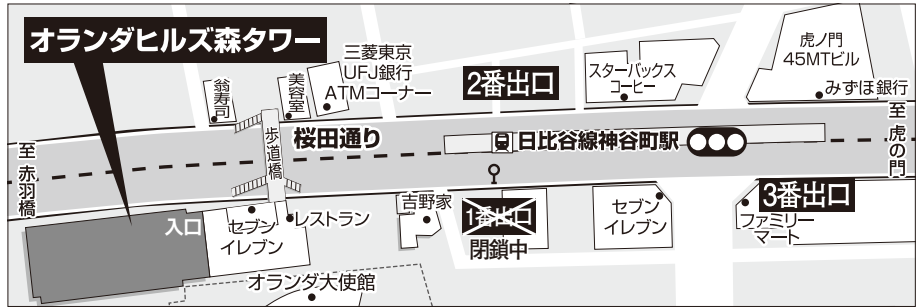 オランダヒルズ森タワー
翁寿司
美容室
三菱東京
UFJ銀行
ATMコーナー
2番出口
スターバックス
コーヒー
虎ノ門
45MTビル
みずほ銀行
至 赤羽橋
歩道橋
桜田通り
日比谷線神谷町駅
至 虎の門
入口
セブン
イレブン
レストラン
吉野家
1番出口
閉鎖中
セブン
イレブン
3番出口
ファミリー
マート
オランダ大使館